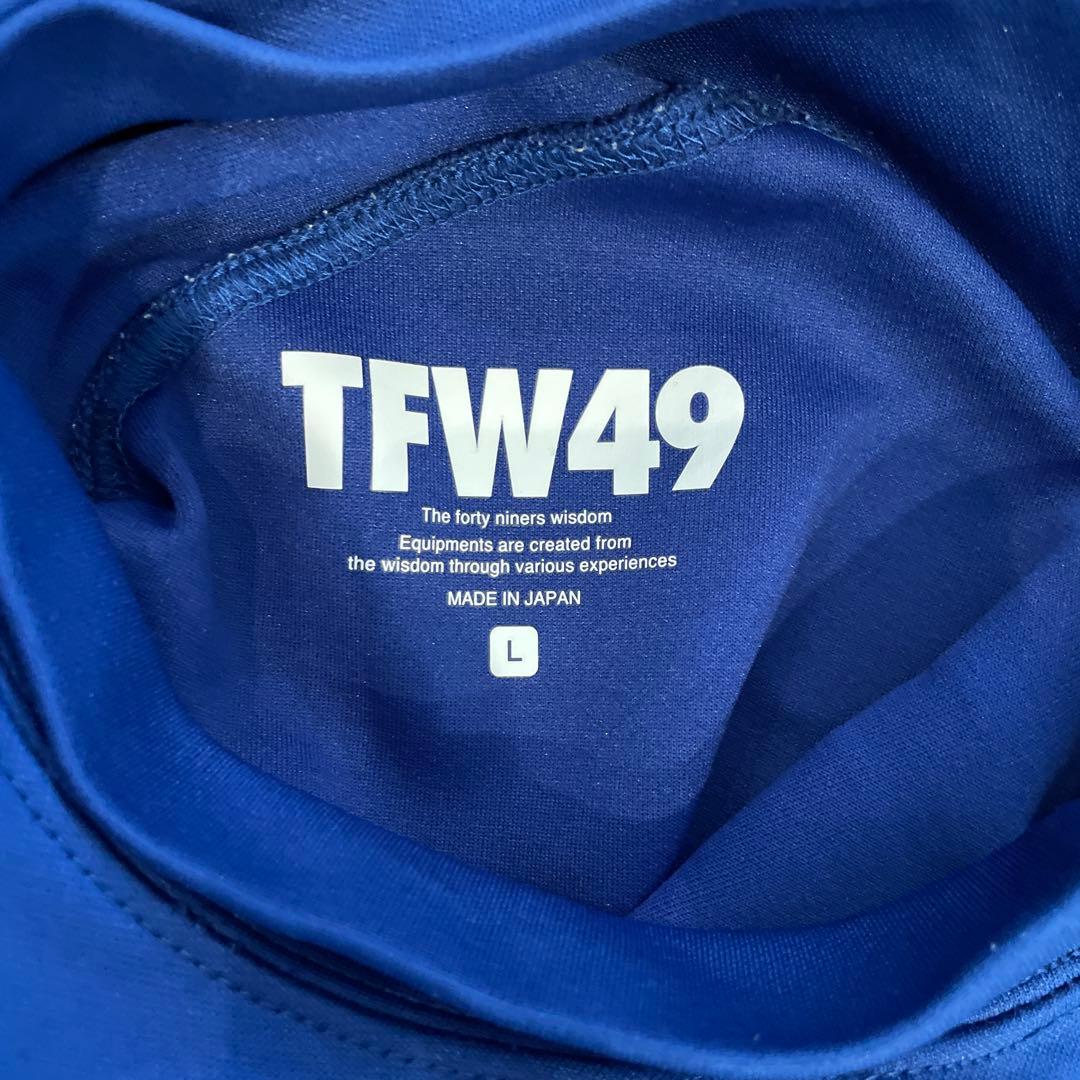 TFW49
The forty niners wisdom
Equipments are created from
the wisdom through various experiences
MADE IN JAPAN
L